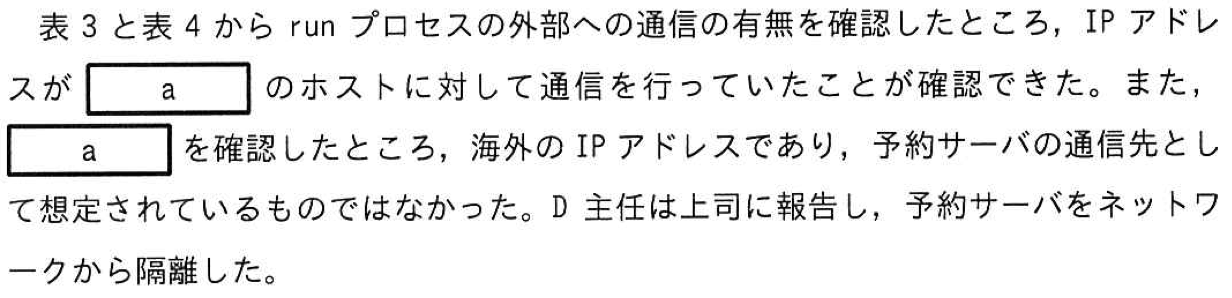 表 3 と表 4 から run プロセスの外部への通信の有無を確認したところ，IP アドレ
スが a のホストに対して通信を行っていたことが確認できた。また，
a を確認したところ，海外の IP アドレスであり，予約サーバの通信先とし
て想定されているものではなかった。D 主任は上司に報告し，予約サーバをネットワ
ークから隔離した。